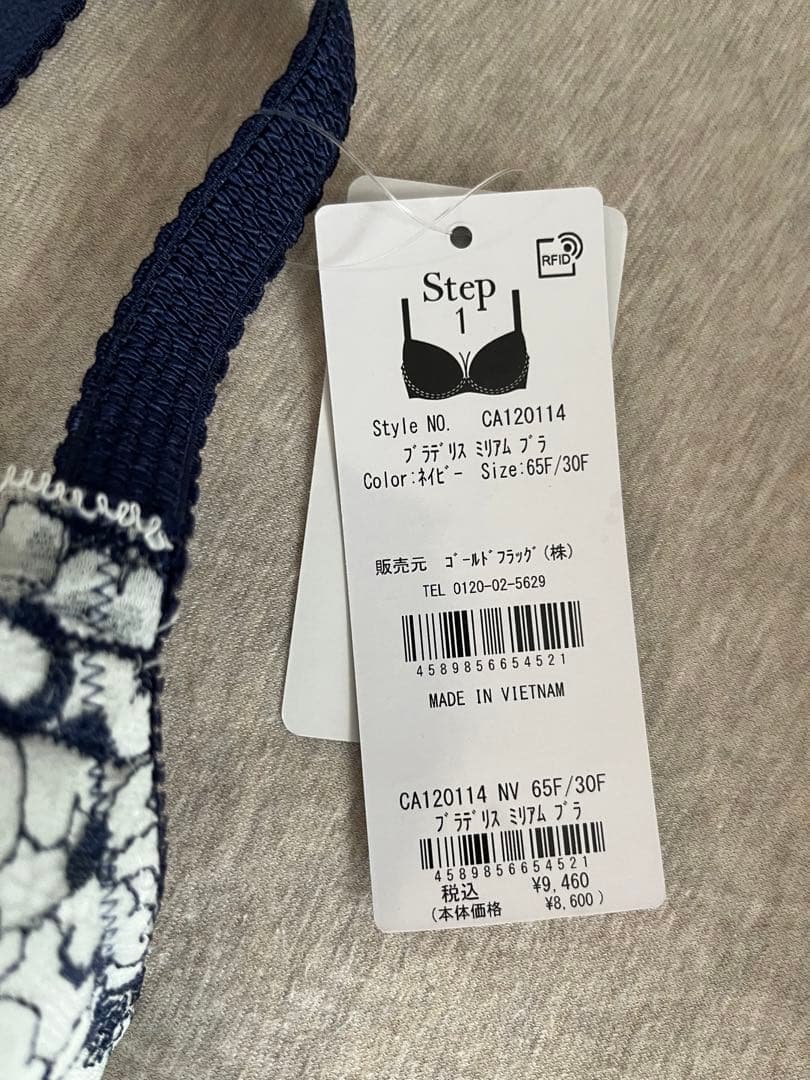 RFID
Step
1
Style NO. CA120114
ブラデリス ミリアム ブラ
Color:ネイビー Size:65F/30F
販売元 ゴールドフラッグ(株)
TEL 0120-02-5629
4589856654521
MADE IN VIETNAM
CA120114 NV 65F/30F
ブラデリス ミリアム ブラ
4589856654521
税込 ¥9,460
(本体価格 ¥8,600)